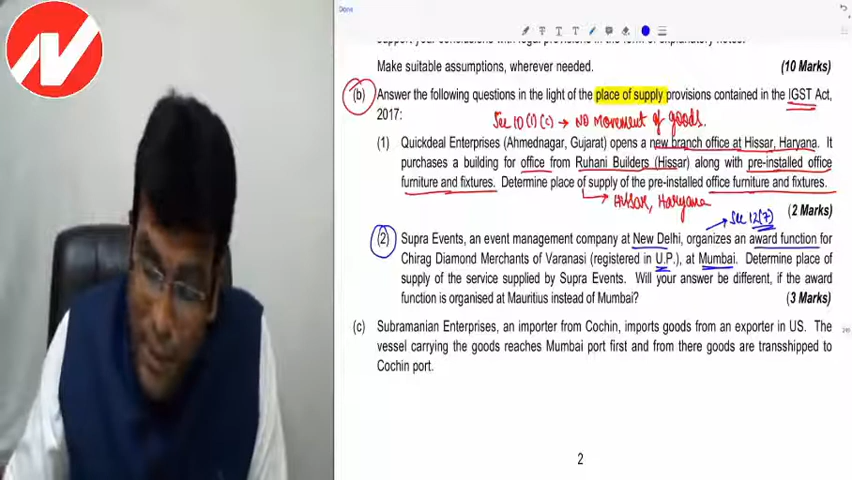 Done
support your conclusions with legal provisions in the form of explanatory notes.
Make suitable assumptions, wherever needed. (10 Marks)
(b) Answer the following questions in the light of the place of supply provisions contained in the IGST Act,
2017:
See 10(1)(c) → NO Movement of goods.
(1) Quickdeal Enterprises (Ahmednagar, Gujarat) opens a new branch office at Hissar, Haryana. It
purchases a building for office from Ruhani Builders (Hissar) along with pre-installed office
furniture and fixtures. Determine place of supply of the pre-installed office furniture and fixtures.
→ Hissar, Haryana
(2 Marks)
→ See 12(7)
(2) Supra Events, an event management company at New Delhi, organizes an award function for
Chirag Diamond Merchants of Varanasi (registered in U.P.), at Mumbai. Determine place of
supply of the service supplied by Supra Events. Will your answer be different, if the award
function is organised at Mauritius instead of Mumbai? (3 Marks)
(c) Subramanian Enterprises, an importer from Cochin, imports goods from an exporter in US. The
vessel carrying the goods reaches Mumbai port first and from there goods are transshipped to
Cochin port.
2